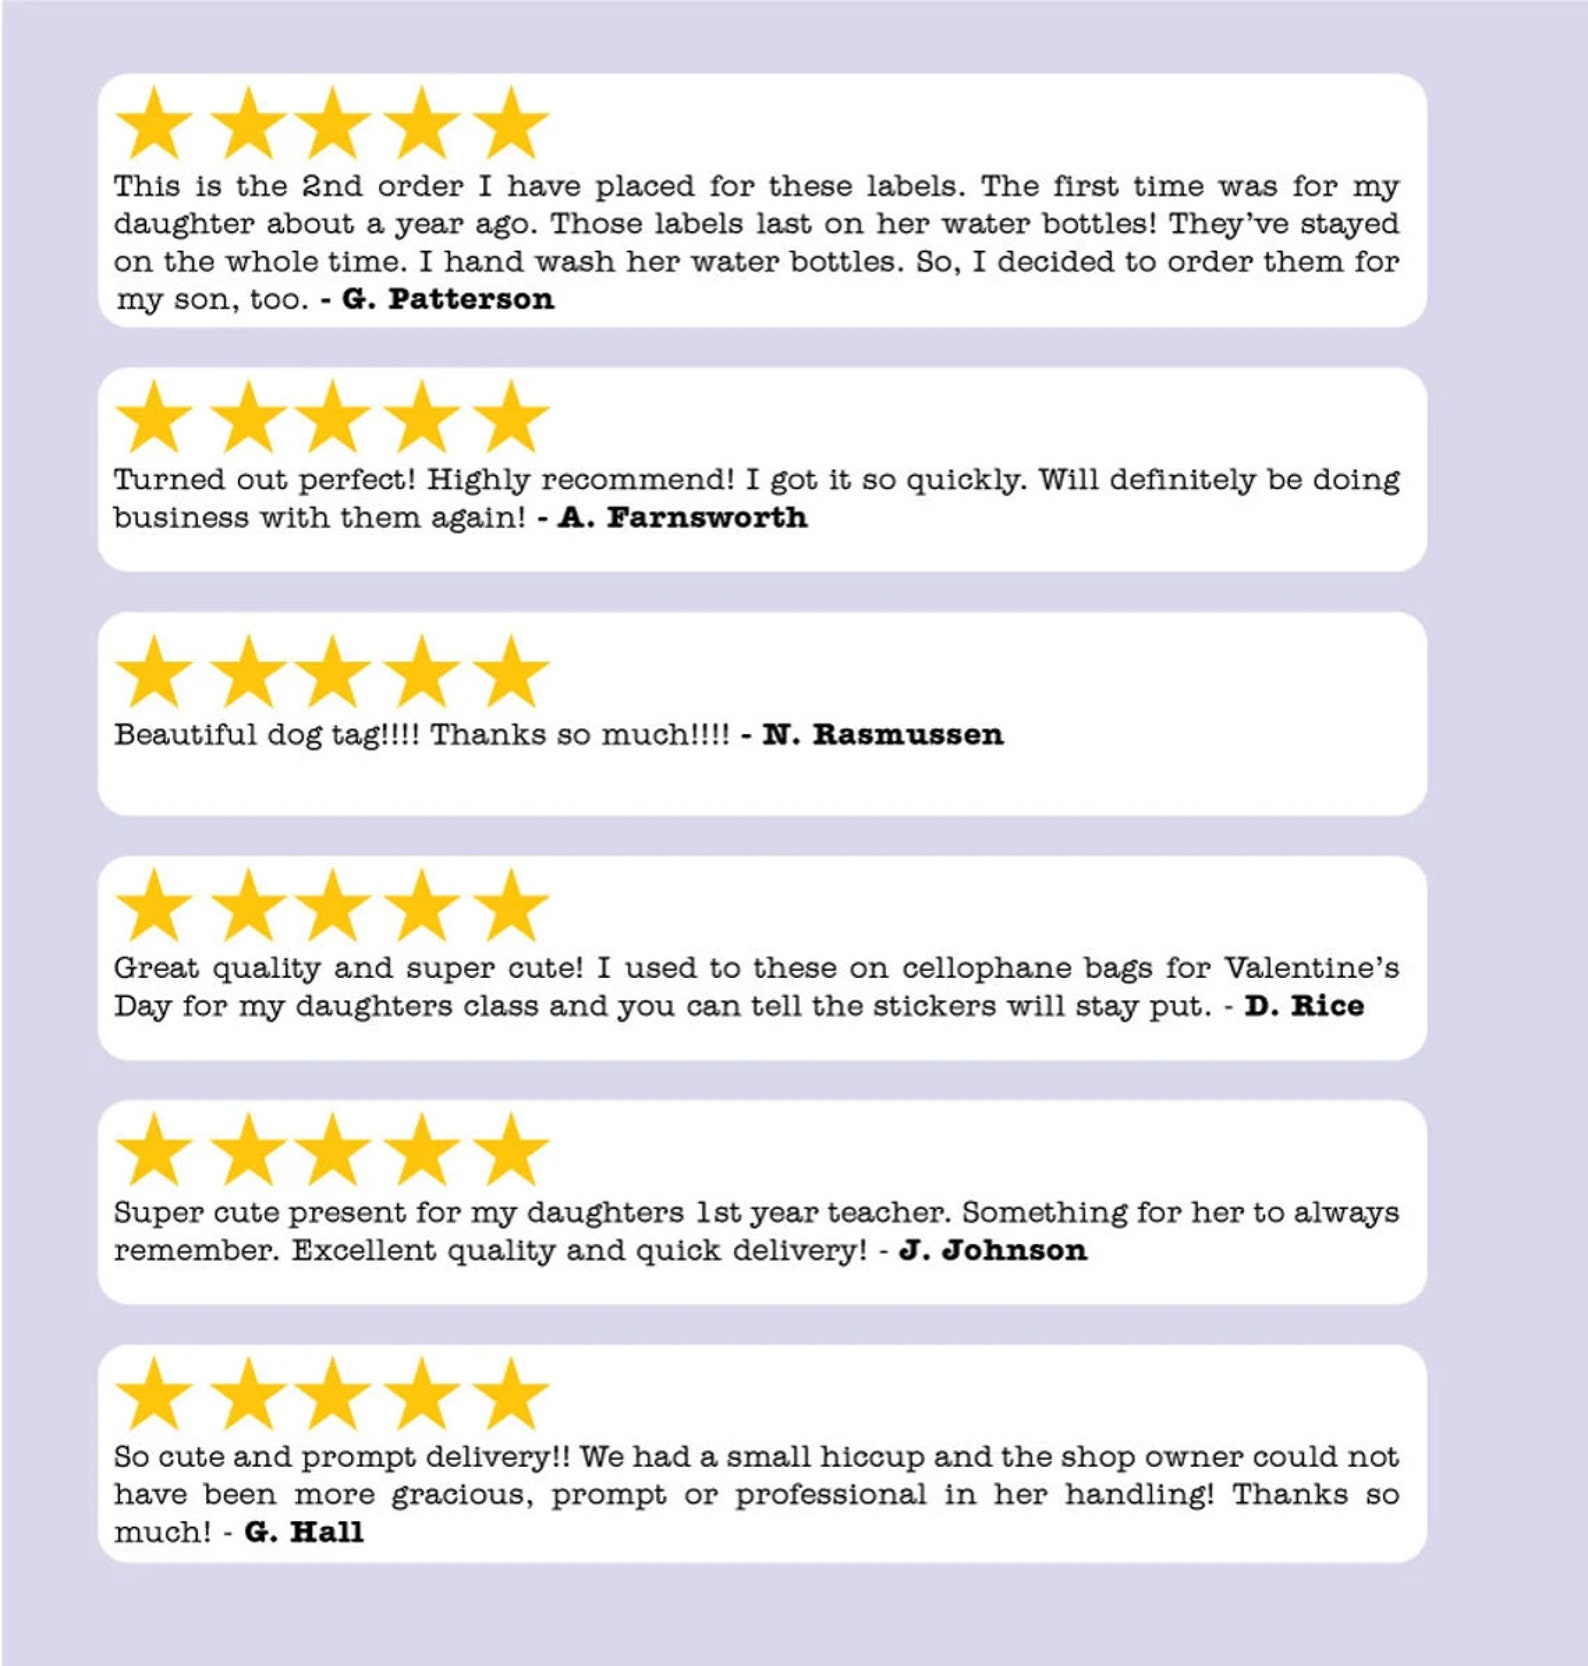 This is the 2nd order I have placed for these labels. The first time was for my
daughter about a year ago. Those labels last on her water bottles! They’ve stayed
on the whole time. I hand wash her water bottles. So, I decided to order them for
my son, too. - G. Patterson
Turned out perfect! Highly recommend! I got it so quickly. Will definitely be doing
business with them again! - A. Farnsworth
Beautiful dog tag!!!! Thanks so much!!!! - N. Rasmussen
Great quality and super cute! I used to these on cellophane bags for Valentine’s
Day for my daughters class and you can tell the stickers will stay put. - D. Rice
Super cute present for my daughters 1st year teacher. Something for her to always
remember. Excellent quality and quick delivery! - J. Johnson
So cute and prompt delivery!! We had a small hiccup and the shop owner could not
have been more gracious, prompt or professional in her handling! Thanks so
much! - G. Hall